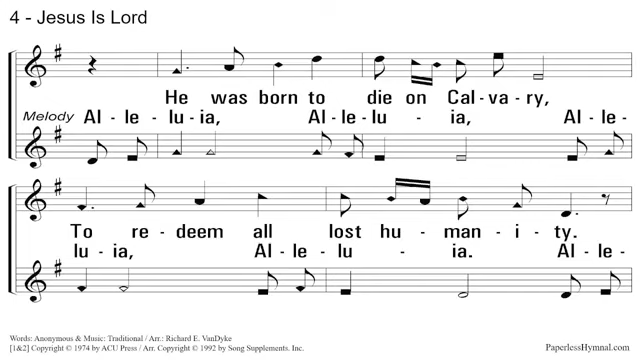 4 - Jesus Is Lord
He was born to die on Cal-va-ry,
Melody Al-le-lu-ia, Al-le-lu-ia, Al-le-
To re-deem all lost hu-man-i-ty.
lu-ia, Al-le-lu-ia. Al-le-
Words: Anonymous & Music: Traditional / Arr.: Richard E. VanDyke
[1&2] Copyright © 1974 by ACU Press / Arr. Copyright © 1992 by Song Supplements. Inc.
PaperlessHymnal.com